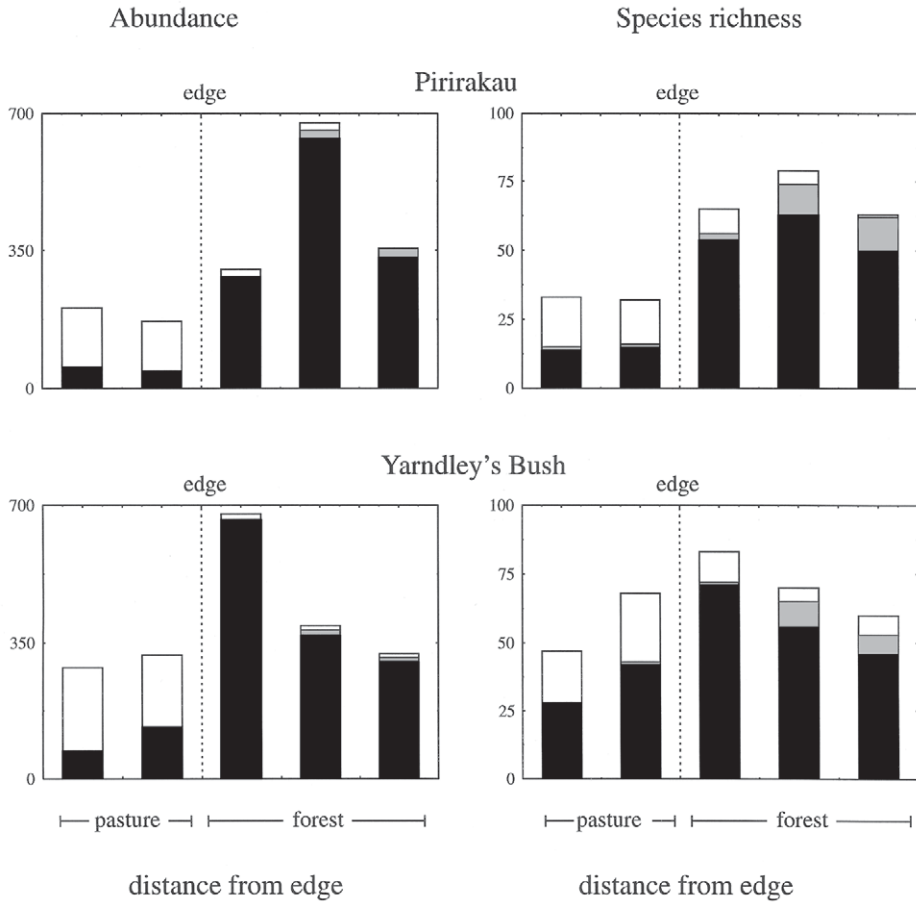 Abundance
Species richness
Pirirakau
edge
edge
700
350
0
100
75
50
25
0
Yarndley's Bush
edge
edge
700
350
0
100
75
50
25
0
pasture
forest
pasture
forest
distance from edge
distance from edge